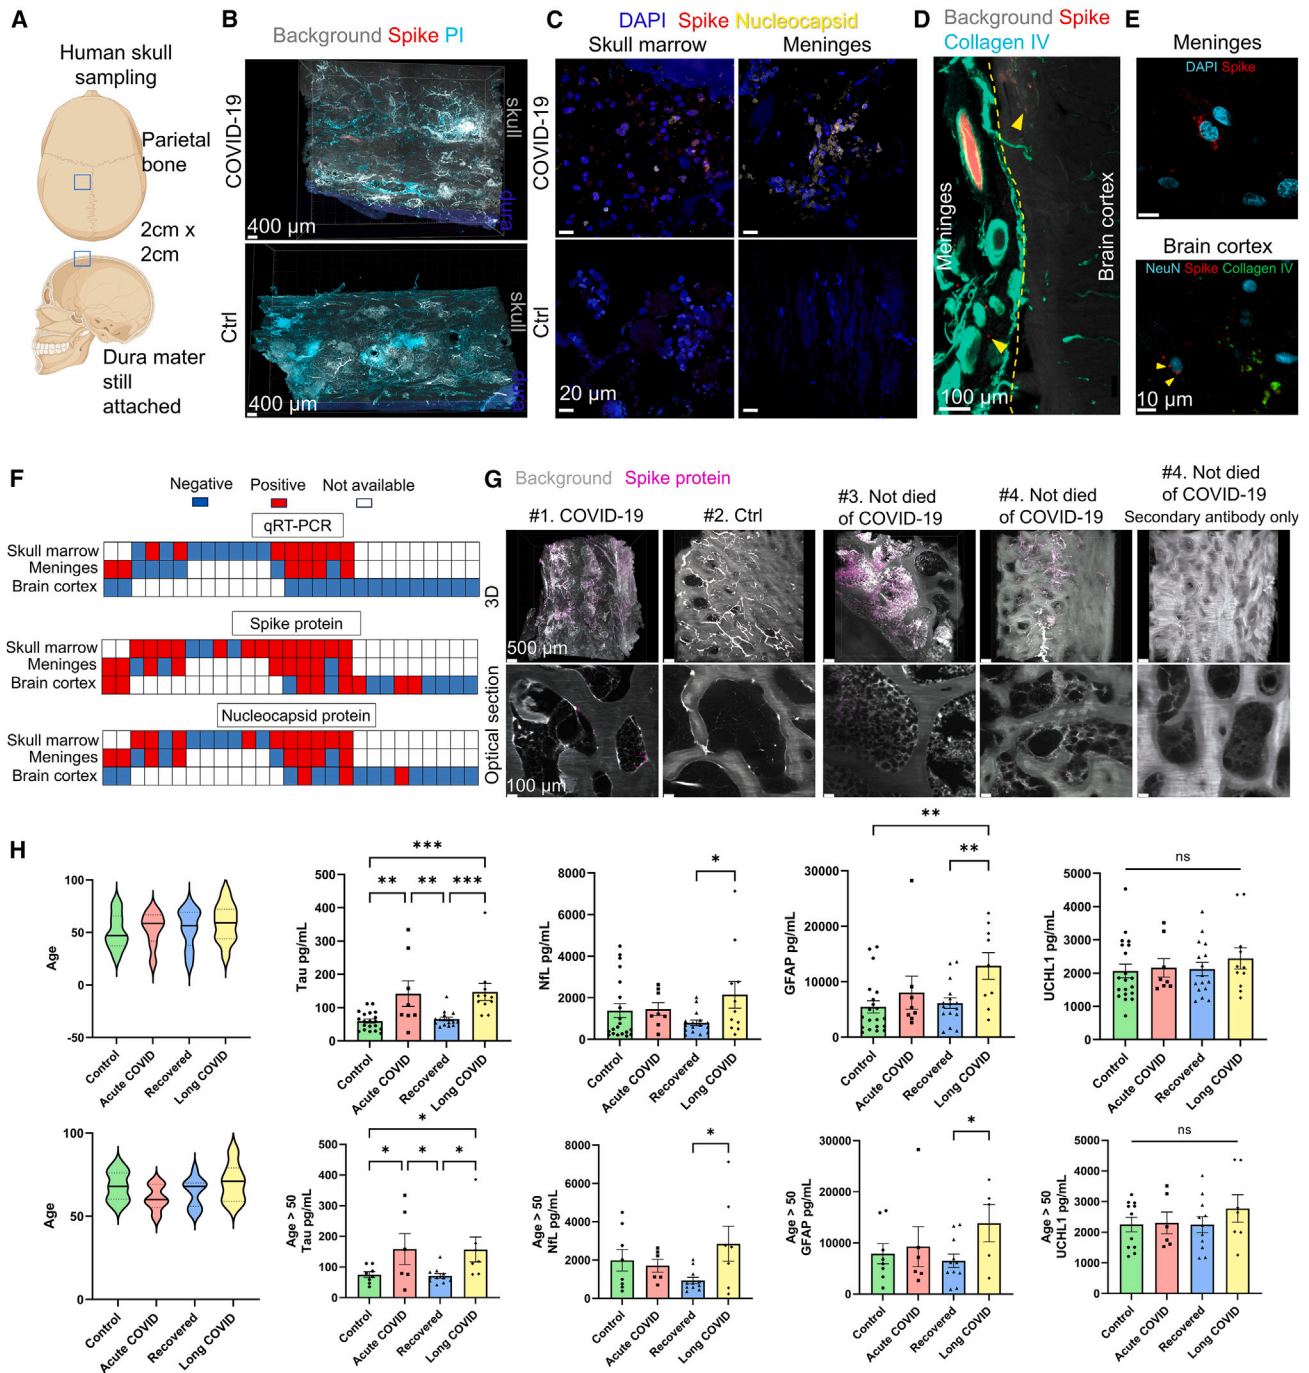 A
Human skull
sampling
Parietal
bone
2cm x
2cm
Dura mater
still
attached
B
Background Spike PI
COVID-19
skull
dura
400 µm
Ctrl
skull
dura
400 µm
C
DAPI Spike Nucleocapsid
Skull marrow Meninges
COVID-19
Ctrl
20 µm
D
Background Spike
Collagen IV
Meninges
Brain cortex
100 µm
E
Meninges
DAPI Spike
Brain cortex
NeuN Spike Collagen IV
10 µm
F
Negative Positive Not available
qRT-PCR
Skull marrow
Meninges
Brain cortex
Spike protein
Skull marrow
Meninges
Brain cortex
Nucleocapsid protein
Skull marrow
Meninges
Brain cortex
G
Background Spike protein
#1. COVID-19
#2. Ctrl
#3. Not died
of COVID-19
#4. Not died
of COVID-19
#4. Not died
of COVID-19
Secondary antibody only
3D
500 µm
Optical section
100 µm
H
Age
100
50
0
-50
Control
Acute COVID
Recovered
Long COVID
Tau pg/mL
500
400
300
200
100
0
***
** ** ***
Control
Acute COVID
Recovered
Long COVID
NfL pg/mL
8000
6000
4000
2000
0
*
Control
Acute COVID
Recovered
Long COVID
GFAP pg/mL
30000
20000
10000
0
**
**
Control
Acute COVID
Recovered
Long COVID
UCHL1 pg/mL
5000
4000
3000
2000
1000
0
ns
Control
Acute COVID
Recovered
Long COVID
Age
100
50
0
Control
Acute COVID
Recovered
Long COVID
Age > 50
Tau pg/mL
500
400
300
200
100
0
*
* * *
Control
Acute COVID
Recovered
Long COVID
Age > 50
NfL pg/mL
8000
6000
4000
2000
0
*
Control
Acute COVID
Recovered
Long COVID
Age > 50
GFAP pg/mL
30000
20000
10000
0
*
Control
Acute COVID
Recovered
Long COVID
Age > 50
UCHL1 pg/mL
5000
4000
3000
2000
1000
0
ns
Control
Acute COVID
Recovered
Long COVID